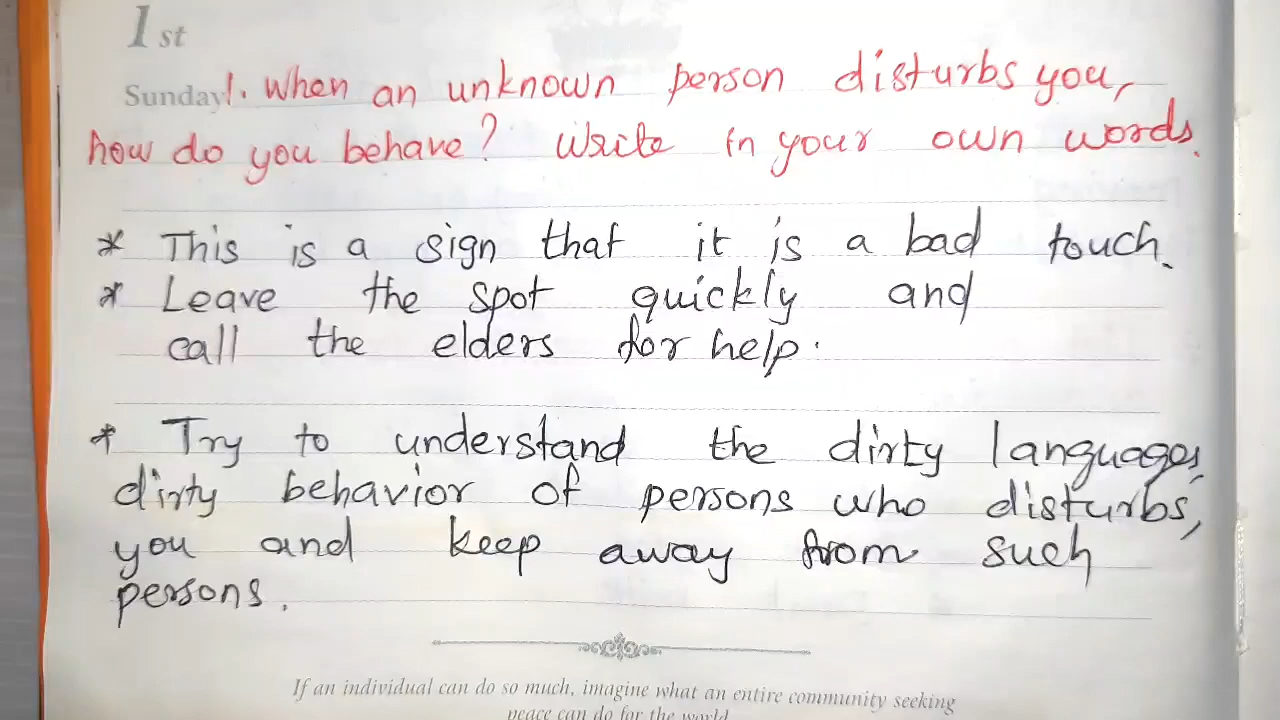 1st
Sunday 1. When an unknown person disturbs you,
how do you behave? Write in your own words.
* This is a sign that it is a bad touch.
* Leave the spot quickly and
call the elders for help.
* Try to understand the dirty languages,
dirty behavior of persons who disturbs,
you and keep away from such
persons.
If an individual can do so much, imagine what an entire community seeking
peace can do for the world